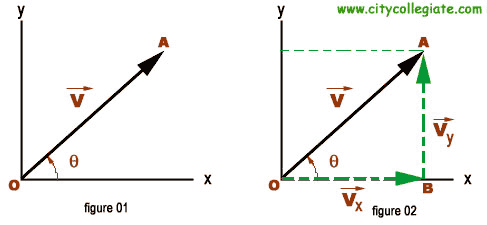 www.citycollegiate.com
y
A
V
θ
O
x
figure 01
y
A
V
Vy
θ
O
B
x
Vx
figure 02